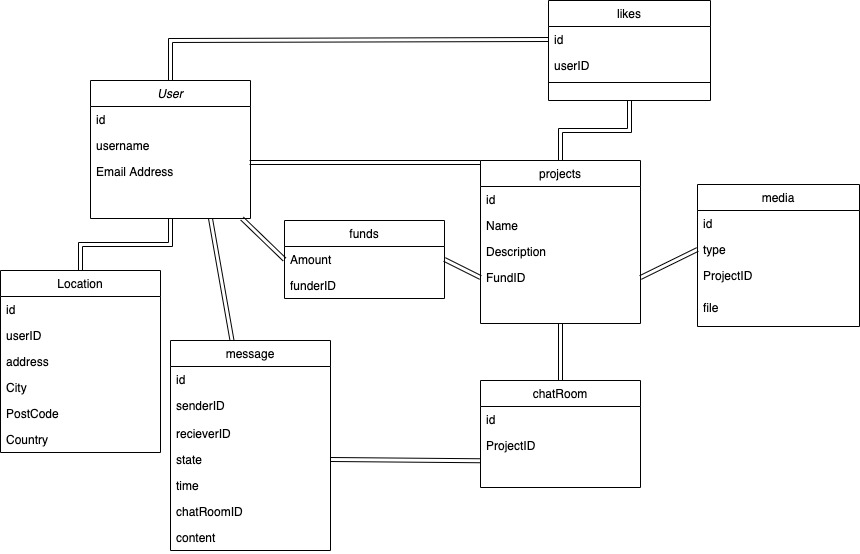 likes
id
userID
User
id
username
Email Address
projects
id
Name
Description
FundID
media
id
type
ProjectID
file
funds
Amount
funderID
Location
id
userID
address
City
PostCode
Country
message
id
senderID
recieverID
state
time
chatRoomID
content
chatRoom
id
ProjectID